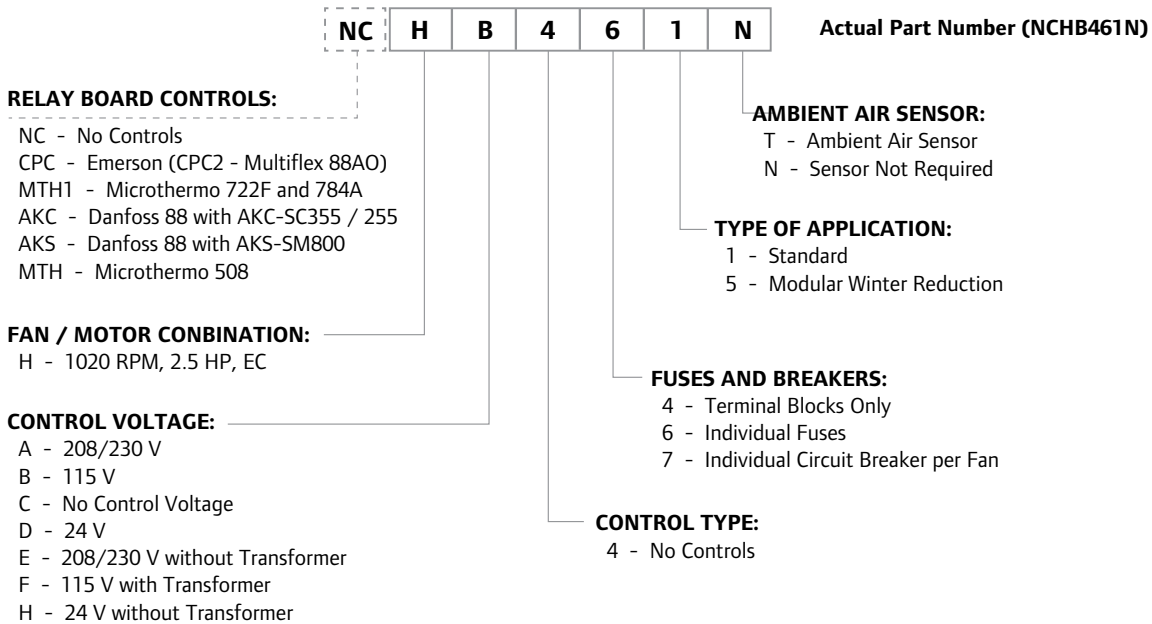 NC H B 4 6 1 N Actual Part Number (NCHB461N)
RELAY BOARD CONTROLS:
NC - No Controls
CPC - Emerson (CPC2 - Multiflex 88AO)
MTH1 - Microthermo 722F and 784A
AKC - Danfoss 88 with AKC-SC355 / 255
AKS - Danfoss 88 with AKS-SM800
MTH - Microthermo 508
FAN / MOTOR CONBINATION:
H - 1020 RPM, 2.5 HP, EC
CONTROL VOLTAGE:
A - 208/230 V
B - 115 V
C - No Control Voltage
D - 24 V
E - 208/230 V without Transformer
F - 115 V with Transformer
H - 24 V without Transformer
AMBIENT AIR SENSOR:
T - Ambient Air Sensor
N - Sensor Not Required
TYPE OF APPLICATION:
1 - Standard
5 - Modular Winter Reduction
FUSES AND BREAKERS:
4 - Terminal Blocks Only
6 - Individual Fuses
7 - Individual Circuit Breaker per Fan
CONTROL TYPE:
4 - No Controls